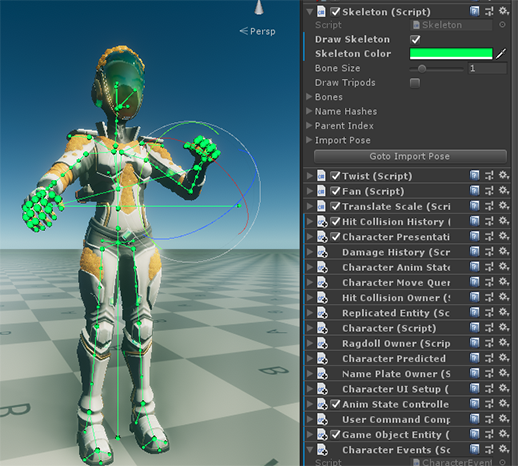 Persp
Skeleton (Script)
Script
Skeleton
Draw Skeleton
Skeleton Color
Bone Size
1
Draw Tripods
Bones
Name Hashes
Parent Index
Import Pose
Goto Import Pose
Twist (Script)
Fan (Script)
Translate Scale (Scri
Hit Collision History (
Character Presentati
Damage History (Scr
Character Anim State
Character Move Quer
Hit Collision Owner (S
Replicated Entity (Sc
Character (Script)
Ragdoll Owner (Scrip
Character Predicted
Name Plate Owner (S
Character UI Setup (
Anim State Controlle
User Command Comp
Game Object Entity (
Character Events (Sc
Script
CharacterEvent
B